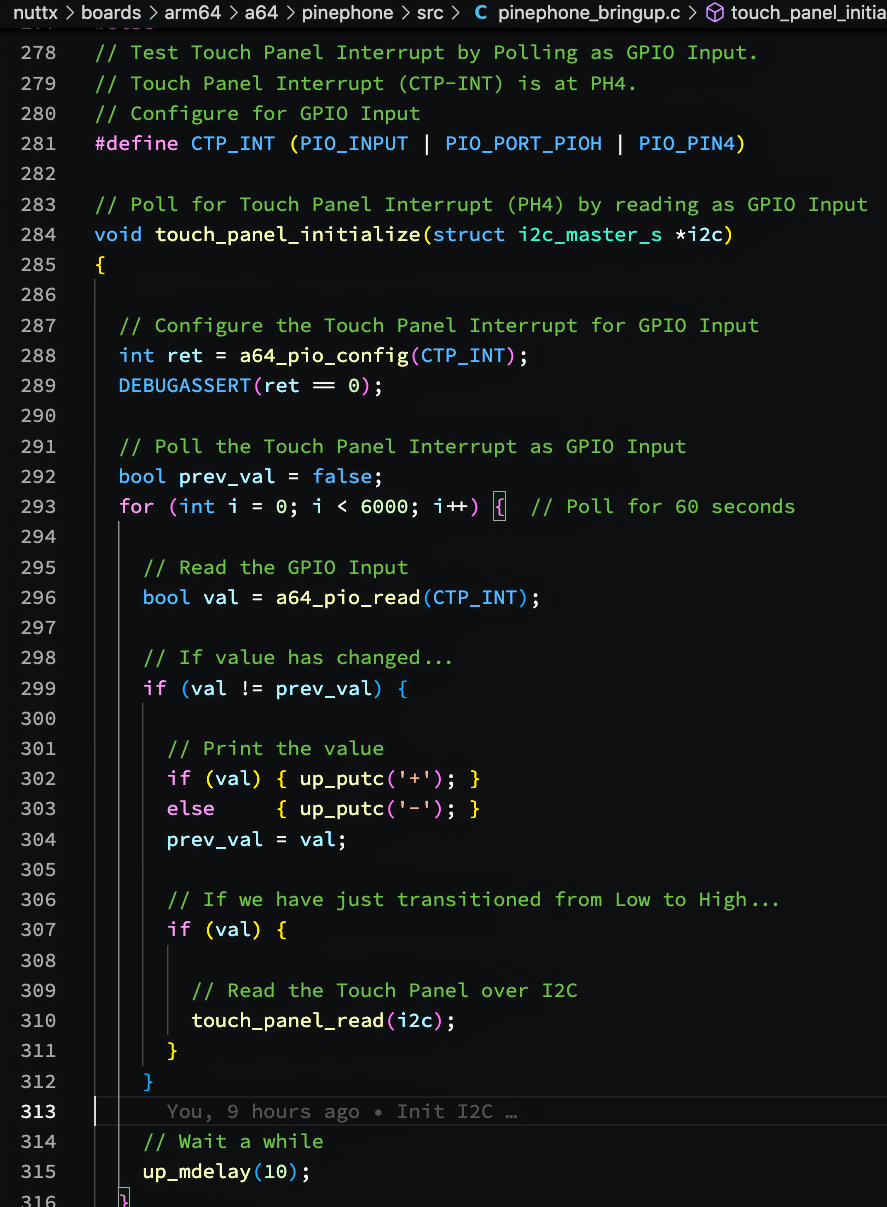 nuttx > boards > arm64 > a64 > pinephone > src > C pinephone_bringup.c > touch_panel_initia
278 // Test Touch Panel Interrupt by Polling as GPIO Input.
279 // Touch Panel Interrupt (CTP-INT) is at PH4.
280 // Configure for GPIO Input
281 #define CTP_INT (PIO_INPUT | PIO_PORT_PIOH | PIO_PIN4)
282
283 // Poll for Touch Panel Interrupt (PH4) by reading as GPIO Input
284 void touch_panel_initialize(struct i2c_master_s *i2c)
285 {
286
287 // Configure the Touch Panel Interrupt for GPIO Input
288 int ret = a64_pio_config(CTP_INT);
289 DEBUGASSERT(ret == 0);
290
291 // Poll the Touch Panel Interrupt as GPIO Input
292 bool prev_val = false;
293 for (int i = 0; i < 6000; i++) { // Poll for 60 seconds
294
295 // Read the GPIO Input
296 bool val = a64_pio_read(CTP_INT);
297
298 // If value has changed...
299 if (val != prev_val) {
300
301 // Print the value
302 if (val) { up_putc('+'); }
303 else { up_putc('-'); }
304 prev_val = val;
305
306 // If we have just transitioned from Low to High...
307 if (val) {
308
309 // Read the Touch Panel over I2C
310 touch_panel_read(i2c);
311 }
312 }
313 You, 9 hours ago • Init I2C …
314 // Wait a while
315 up_mdelay(10);
316 }